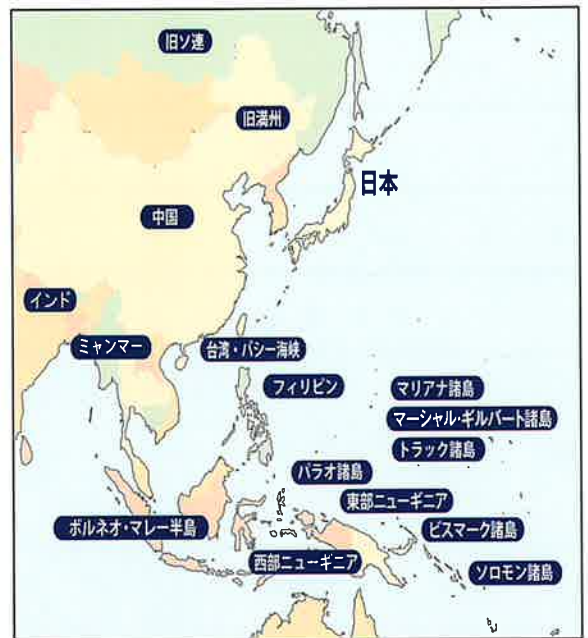 旧ソ連
旧満州
日本
中国
インド
ミャンマー
台湾・バシー海峡
フィリピン
マリアナ諸島
マーシャル・ギルバート諸島
トラック諸島
パラオ諸島
東部ニューギニア
ボルネオ・マレー半島
ビスマーク諸島
西部ニューギニア
ソロモン諸島